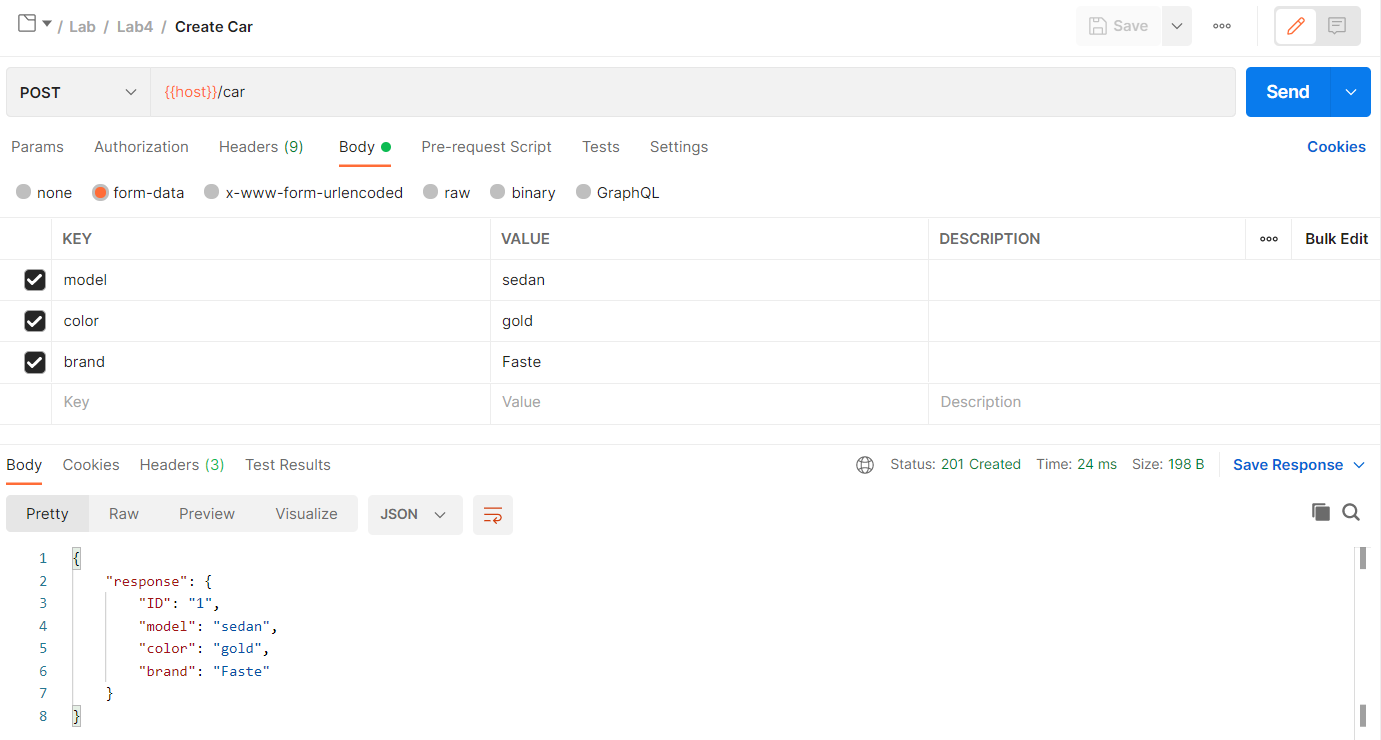 / Lab / Lab4 / Create Car
Save
POST
{{host}}/car
Send
Params Authorization Headers (9) Body Pre-request Script Tests Settings Cookies
none form-data x-www-form-urlencoded raw binary GraphQL
KEY VALUE DESCRIPTION Bulk Edit
model sedan
color gold
brand Faste
Key Value Description
Body Cookies Headers (3) Test Results Status: 201 Created Time: 24 ms Size: 198 B Save Response
Pretty Raw Preview Visualize JSON
1 {
2 "response": {
3 "ID": "1",
4 "model": "sedan",
5 "color": "gold",
6 "brand": "Faste"
7 }
8 }